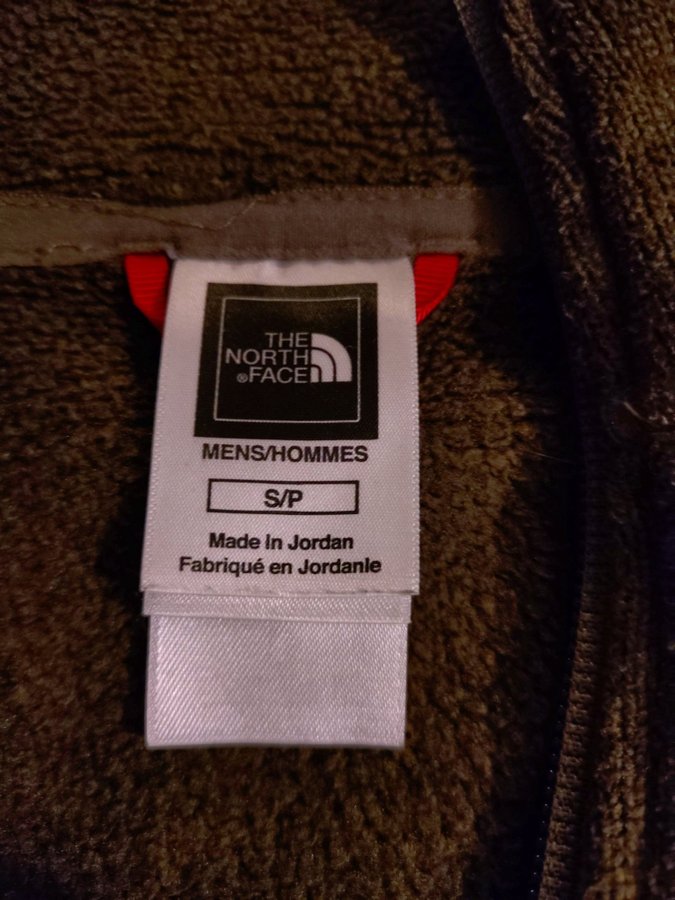 THE
NORTH
®FACE
MENS/HOMMES
S/P
Made in Jordan
Fabriqué en Jordanie